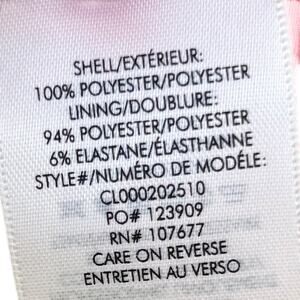 SHELL/EXTÉRIEUR:
100% POLYESTER/POLYESTER
LINING/DOUBLURE:
94% POLYESTER/POLYESTER
6% ELASTANE/ÉLASTHANNE
STYLE#/NUMÉRO DE MODÉLE:
CL000202510
PO# 123909
RN# 107677
CARE ON REVERSE
ENTRETIEN AU VERSO